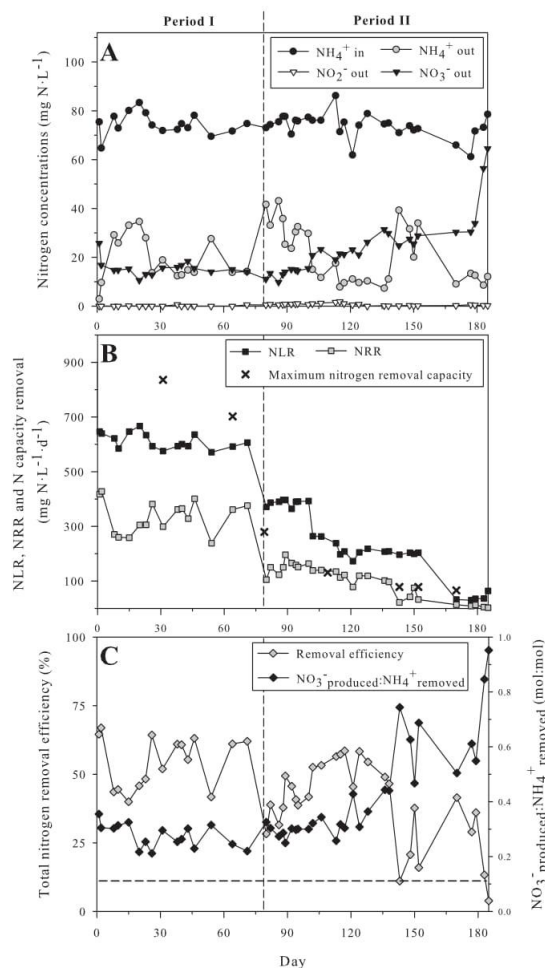 Period I Period II
A
NH4+ in NH4+ out
NO2- out NO3- out
Nitrogen concentrations (mg N·L-1)
100
80
60
40
20
0
0 30 60 90 120 150 180
B
NLR NRR
Maximum nitrogen removal capacity
NLR, NRR and N capacity removal
(mg N·L-1·d-1)
900
700
500
300
100
0 30 60 90 120 150 180
C
Removal efficiency
NO3-produced:NH4+removed
Total nitrogen removal efficiency (%)
100
75
50
25
0
1.0
0.8
0.6
0.4
0.2
0.0
NO3-produced:NH4+removed (mol:mol)
0 30 60 90 120 150 180
Day